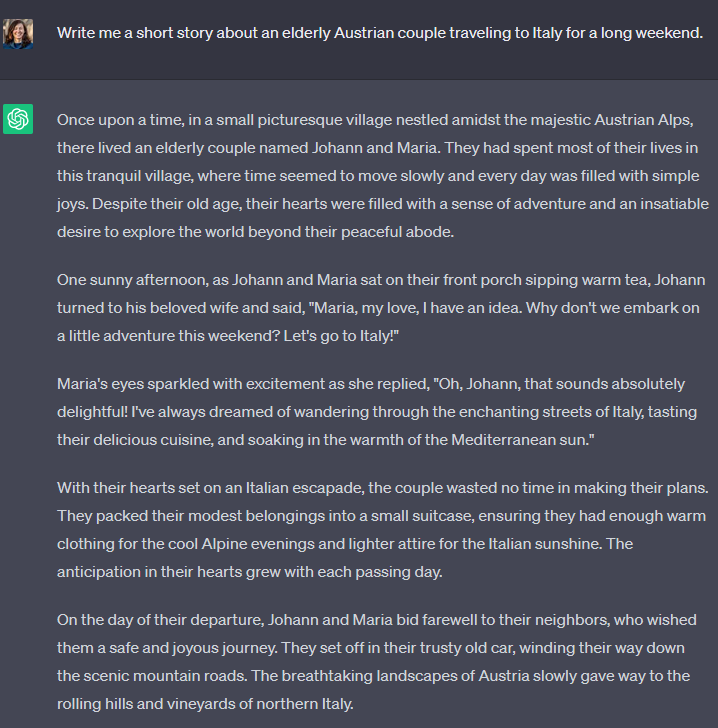 Write me a short story about an elderly Austrian couple traveling to Italy for a long weekend.
Once upon a time, in a small picturesque village nestled amidst the majestic Austrian Alps,
there lived an elderly couple named Johann and Maria. They had spent most of their lives in
this tranquil village, where time seemed to move slowly and every day was filled with simple
joys. Despite their old age, their hearts were filled with a sense of adventure and an insatiable
desire to explore the world beyond their peaceful abode.
One sunny afternoon, as Johann and Maria sat on their front porch sipping warm tea, Johann
turned to his beloved wife and said, "Maria, my love, I have an idea. Why don't we embark on
a little adventure this weekend? Let's go to Italy!"
Maria's eyes sparkled with excitement as she replied, "Oh, Johann, that sounds absolutely
delightful! I've always dreamed of wandering through the enchanting streets of Italy, tasting
their delicious cuisine, and soaking in the warmth of the Mediterranean sun."
With their hearts set on an Italian escapade, the couple wasted no time in making their plans.
They packed their modest belongings into a small suitcase, ensuring they had enough warm
clothing for the cool Alpine evenings and lighter attire for the Italian sunshine. The
anticipation in their hearts grew with each passing day.
On the day of their departure, Johann and Maria bid farewell to their neighbors, who wished
them a safe and joyous journey. They set off in their trusty old car, winding their way down
the scenic mountain roads. The breathtaking landscapes of Austria slowly gave way to the
rolling hills and vineyards of northern Italy.